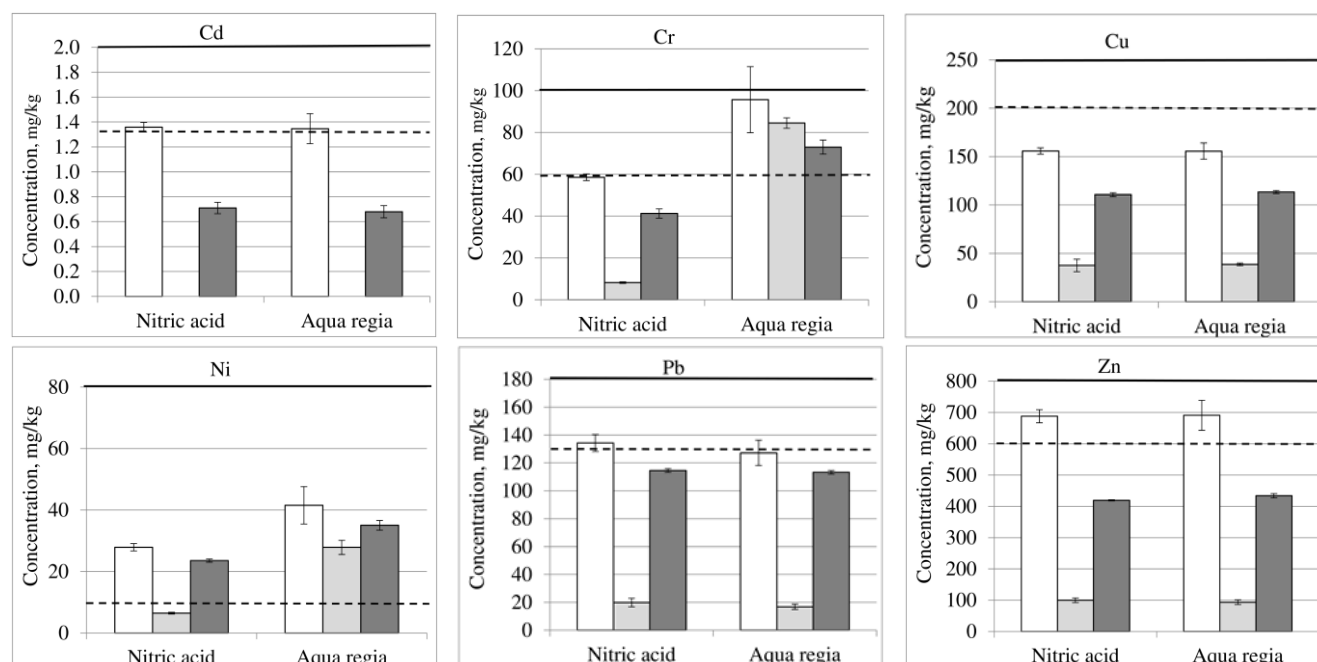 Cd
Concentration, mg/kg
2.0
1.8
1.6
1.4
1.2
1.0
0.8
0.6
0.4
0.2
0.0
Nitric acid
Aqua regia
Cr
Concentration, mg/kg
120
100
80
60
40
20
0
Nitric acid
Aqua regia
Cu
Concentration, mg/kg
250
200
150
100
50
0
Nitric acid
Aqua regia
Ni
Concentration, mg/kg
80
60
40
20
0
Nitric acid
Aqua regia
Pb
Concentration, mg/kg
180
160
140
120
100
80
60
40
20
0
Nitric acid
Aqua regia
Zn
Concentration, mg/kg
800
700
600
500
400
300
200
100
0
Nitric acid
Aqua regia